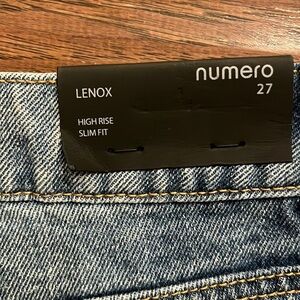 numero
27
LENOX
HIGH RISE
SLIM FIT